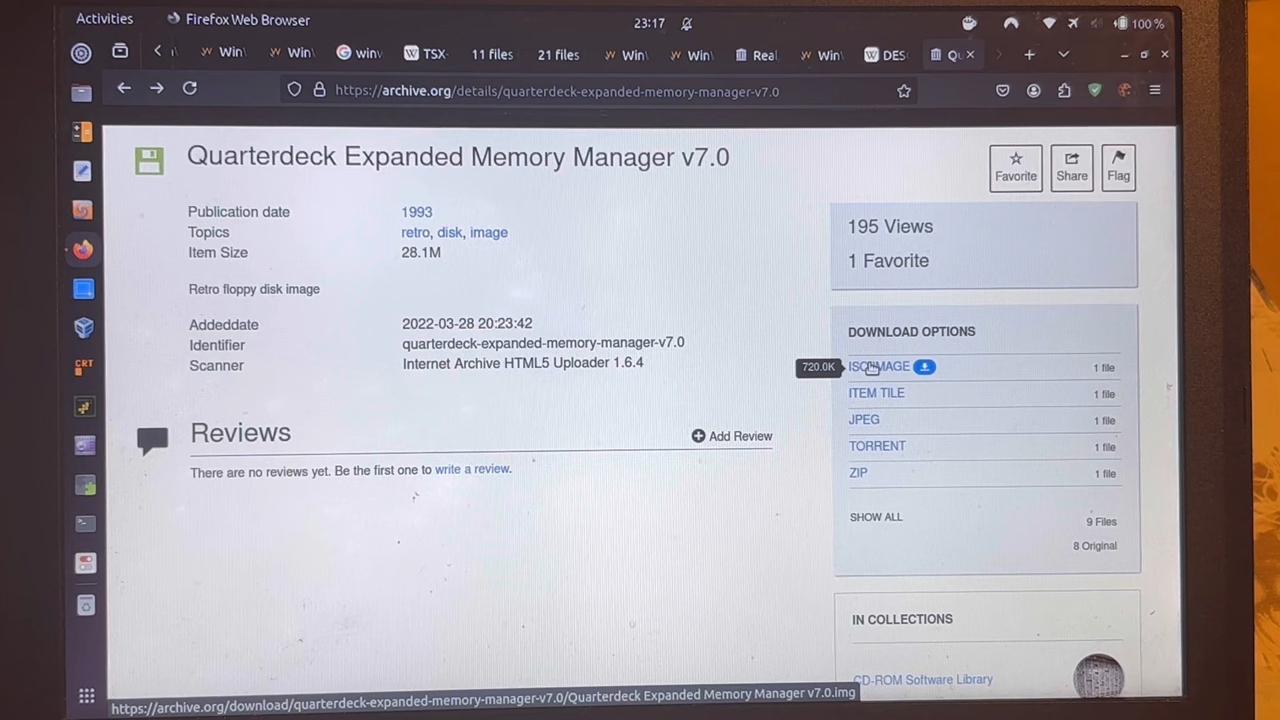 Activities Firefox Web Browser 23:17 100 %
Win Win winv TSX- 11 files 21 files Win Win Real Win DES
https://archive.org/details/quarterdeck-expanded-memory-manager-v7.0
Quarterdeck Expanded Memory Manager v7.0
Favorite Share Flag
Publication date 1993
Topics retro, disk, image
Item Size 28.1M
Retro floppy disk image
Addeddate 2022-03-28 20:23:42
Identifier quarterdeck-expanded-memory-manager-v7.0
Scanner Internet Archive HTML5 Uploader 1.6.4
Reviews
Add Review
There are no reviews yet. Be the first one to write a review.
195 Views
1 Favorite
DOWNLOAD OPTIONS
720.0K ISO IMAGE 1 file
ITEM TILE 1 file
JPEG 1 file
TORRENT 1 file
ZIP 1 file
SHOW ALL 9 Files
8 Original
IN COLLECTIONS
CD-ROM Software Library
CRT
https://archive.org/download/quarterdeck-expanded-memory-manager-v7.0/Quarterdeck Expanded Memory Manager v7.0.img